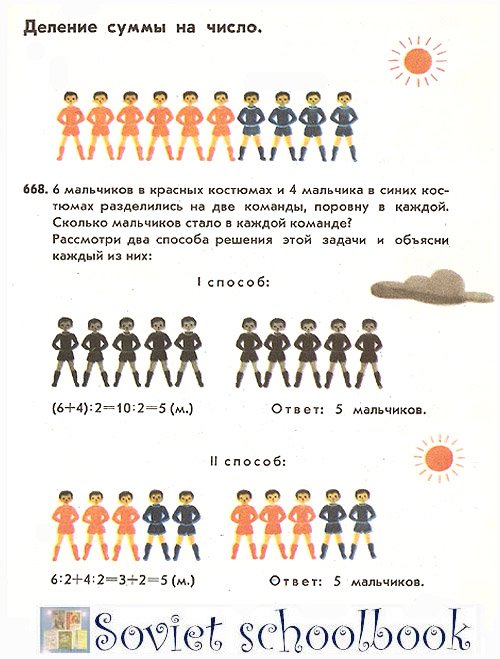 Деление суммы на число.
668. 6 мальчиков в красных костюмах и 4 мальчика в синих кос-
тюмах разделились на две команды, поровну в каждой.
Сколько мальчиков стало в каждой команде?
Рассмотри два способа решения этой задачи и объясни
каждый из них:
I способ:
(6+4):2=10:2=5 (м.) Ответ: 5 мальчиков.
II способ:
6:2+4:2=3+2=5 (м.) Ответ: 5 мальчиков.
Soviet schoolbook